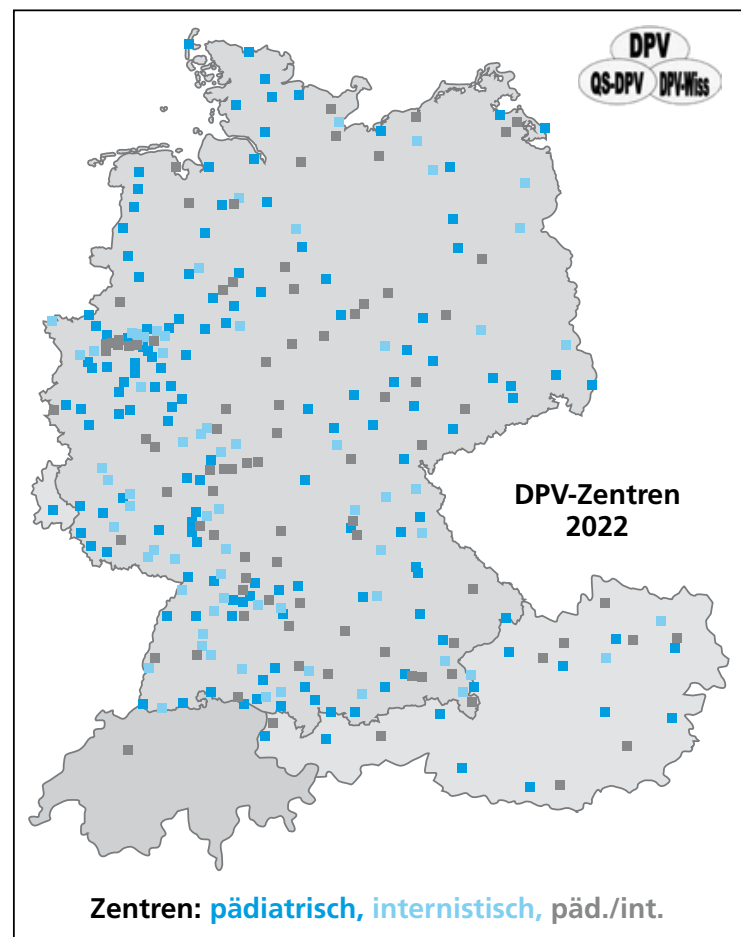 DPV
QS-DPV DPV-Wiss
DPV-Zentren
2022
Zentren: pädiatrisch, internistisch, päd./int.